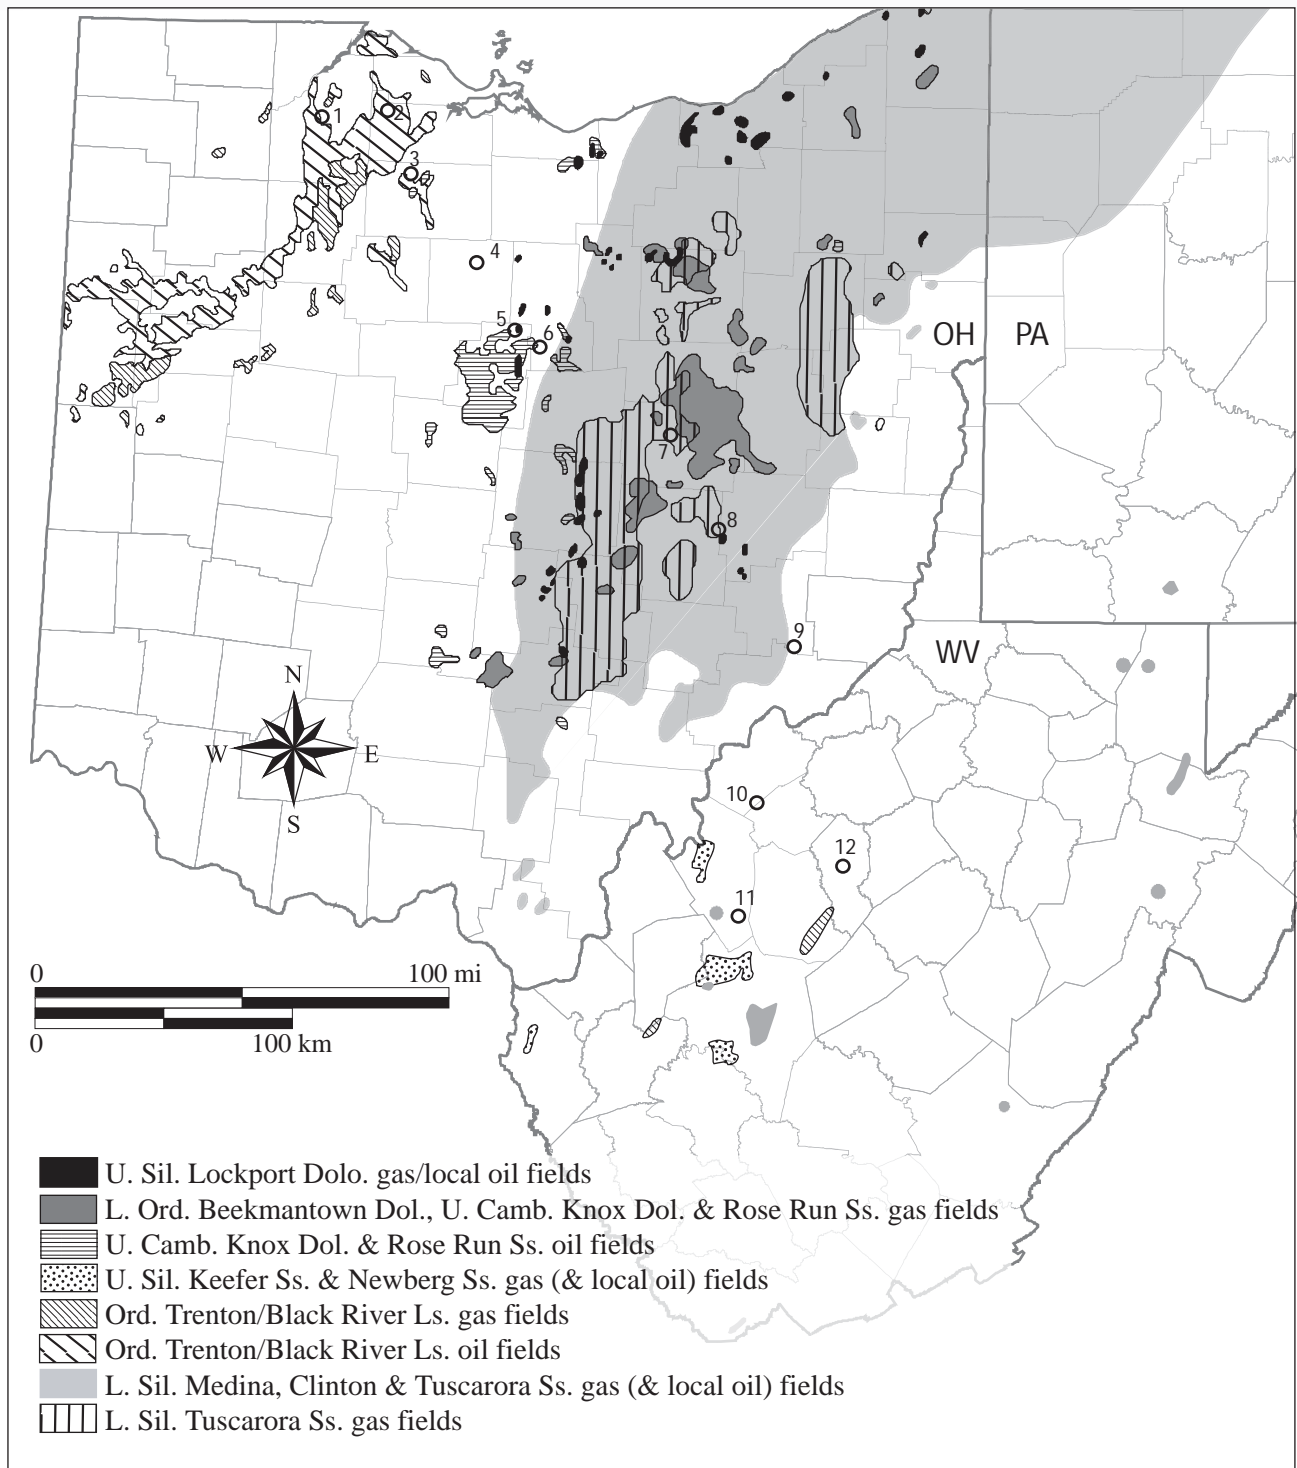 1
2
3
4
5
6
OH
PA
7
8
9
WV
N
W
E
S
10
12
11
0
100 mi
0
100 km
U. Sil. Lockport Dolo. gas/local oil fields
L. Ord. Beekmantown Dol., U. Camb. Knox Dol. & Rose Run Ss. gas fields
U. Camb. Knox Dol. & Rose Run Ss. oil fields
U. Sil. Keefer Ss. & Newberg Ss. gas (& local oil) fields
Ord. Trenton/Black River Ls. gas fields
Ord. Trenton/Black River Ls. oil fields
L. Sil. Medina, Clinton & Tuscarora Ss. gas (& local oil) fields
L. Sil. Tuscarora Ss. gas fields